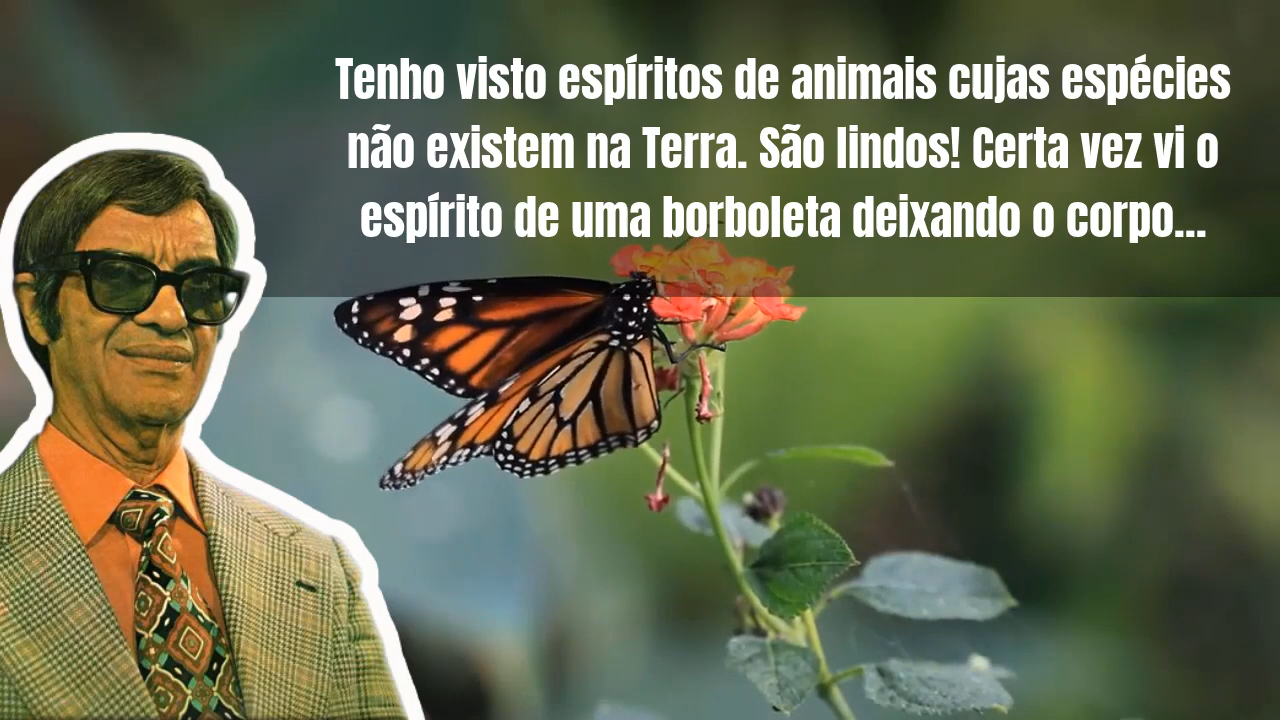 Tenho visto espíritos de animais cujas espécies
não existem na Terra. São lindos! Certa vez vi o
espírito de uma borboleta deixando o corpo...